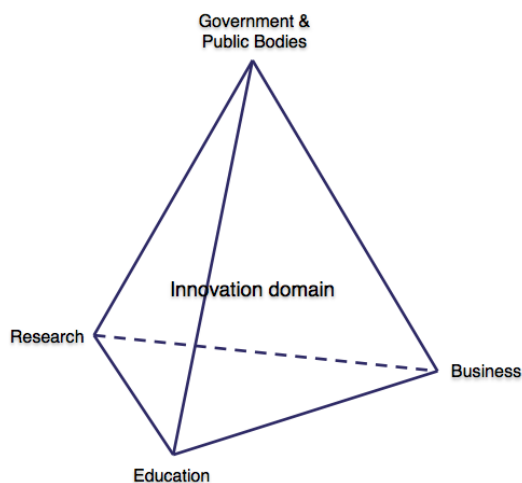 Government &
Public Bodies
Innovation domain
Research
Business
Education